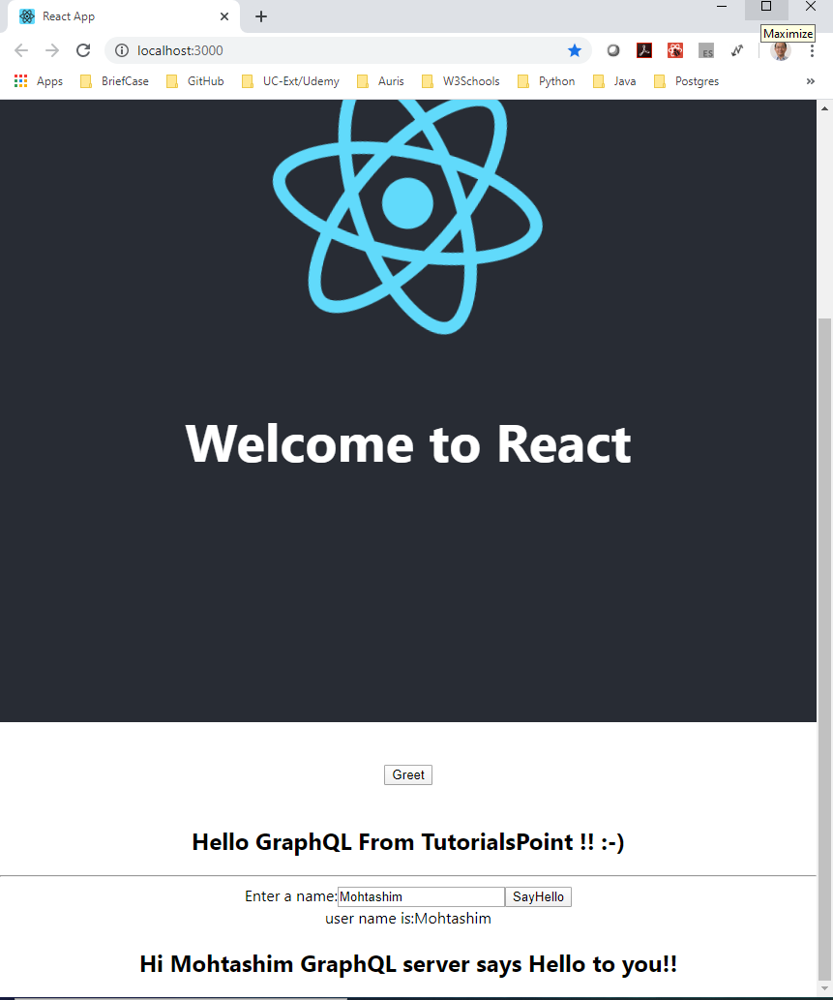 React App
Maximize
localhost:3000
ES
Apps BriefCase GitHub UC-Ext/Udemy Auris W3Schools Python Java Postgres »
Welcome to React
Greet
Hello GraphQL From TutorialsPoint !! :-)
Enter a name:Mohtashim SayHello
user name is:Mohtashim
Hi Mohtashim GraphQL server says Hello to you!!